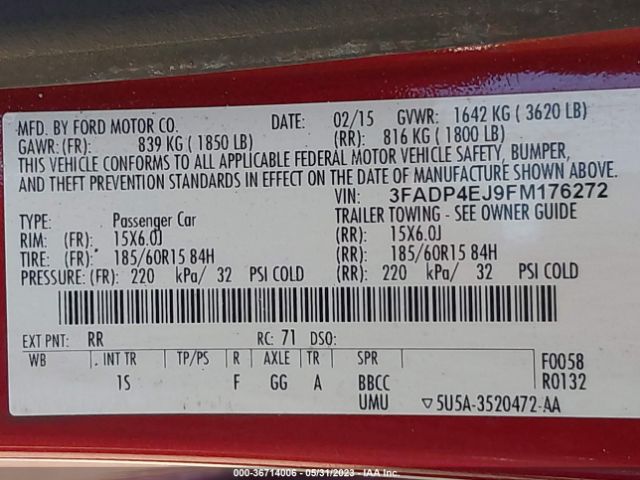 MFD. BY FORD MOTOR CO. DATE: 02/15 GVWR: 1642 KG ( 3620 LB)
GAWR: (FR): 839 KG ( 1850 LB) (RR): 816 KG ( 1800 LB)
THIS VEHICLE CONFORMS TO ALL APPLICABLE FEDERAL MOTOR VEHICLE SAFETY, BUMPER,
AND THEFT PREVENTION STANDARDS IN EFFECT ON THE DATE OF MANUFACTURE SHOWN ABOVE.
VIN: 3FADP4EJ9FM176272
TYPE: Passenger Car TRAILER TOWING - SEE OWNER GUIDE
RIM: (FR): 15X6.0J (RR): 15X6.0J
TIRE: (FR): 185/60R15 84H (RR): 185/60R15 84H
PRESSURE: (FR): 220 kPa/ 32 PSI COLD (RR): 220 kPa/ 32 PSI COLD
EXT PNT: RR RC: 71 DSO:
WB INT TR TP/PS R AXLE TR SPR F0058
1S F GG A BBCC R0132
UMU ▽5U5A-3520472-AA
000-36714006 - 05/31/2023 - IAA Inc.